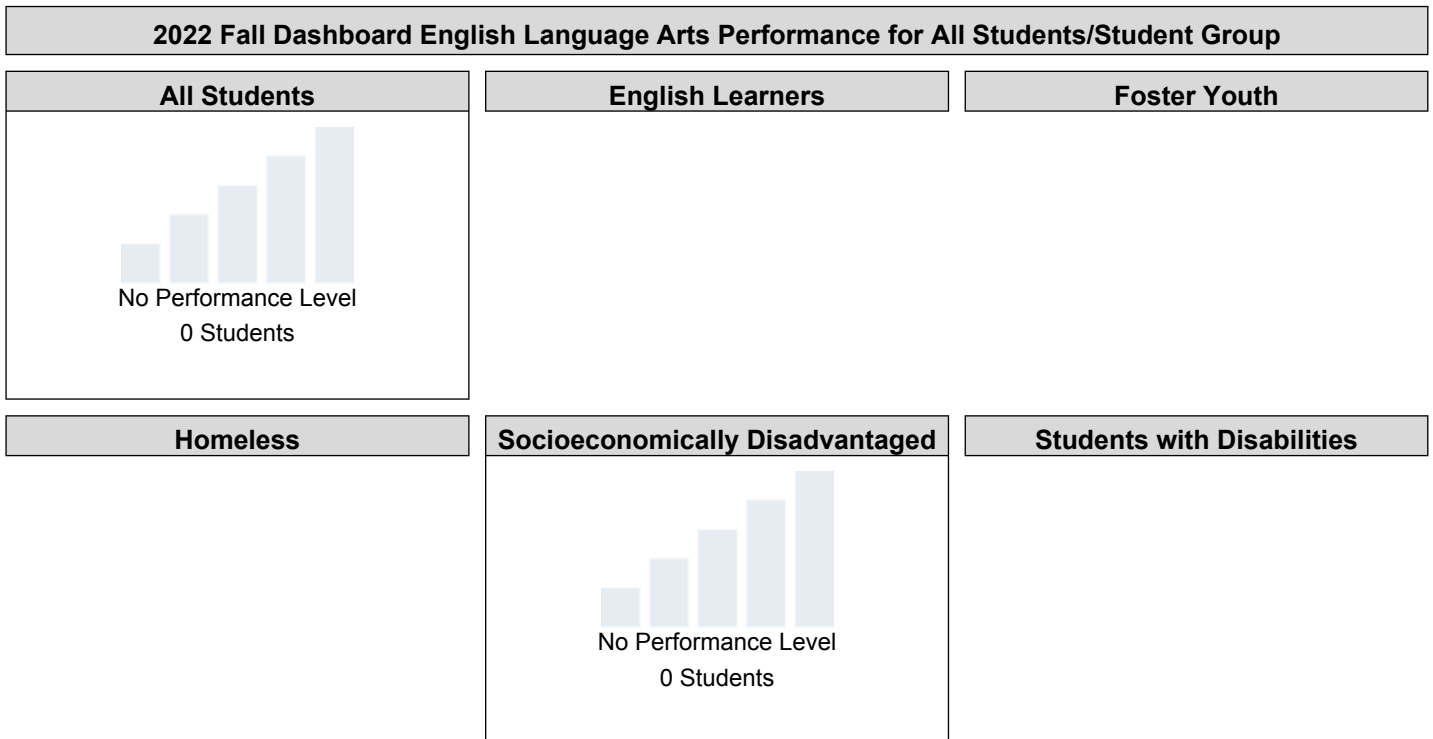 2022 Fall Dashboard English Language Arts Performance for All Students/Student Group
All Students
English Learners
Foster Youth
No Performance Level
0 Students
Homeless
Socioeconomically Disadvantaged
Students with Disabilities
No Performance Level
0 Students